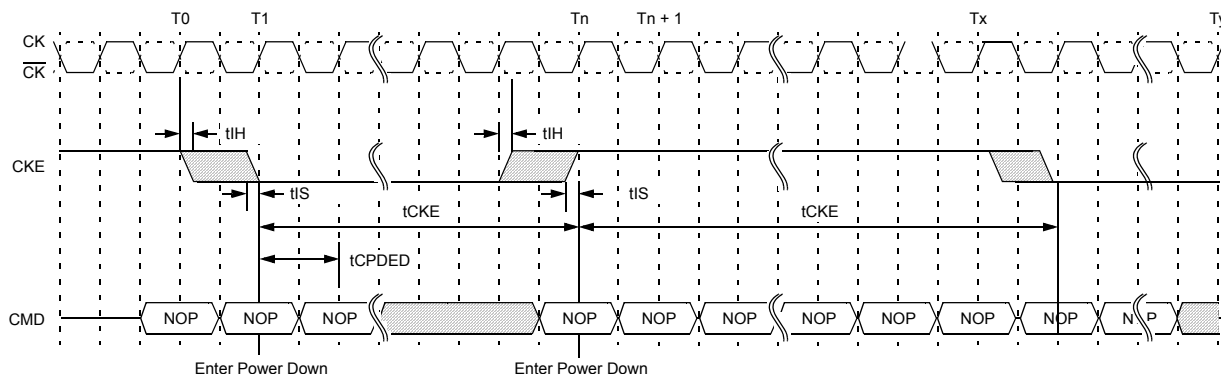 T0 T1 Tn Tn + 1 Tx Ty
CK
CK
tIH tIH
CKE
tIS tIS
tCKE tCKE
tCPDED
CMD NOP NOP NOP NOP NOP NOP NOP NOP NOP NOP NOP
Enter Power Down Enter Power Down